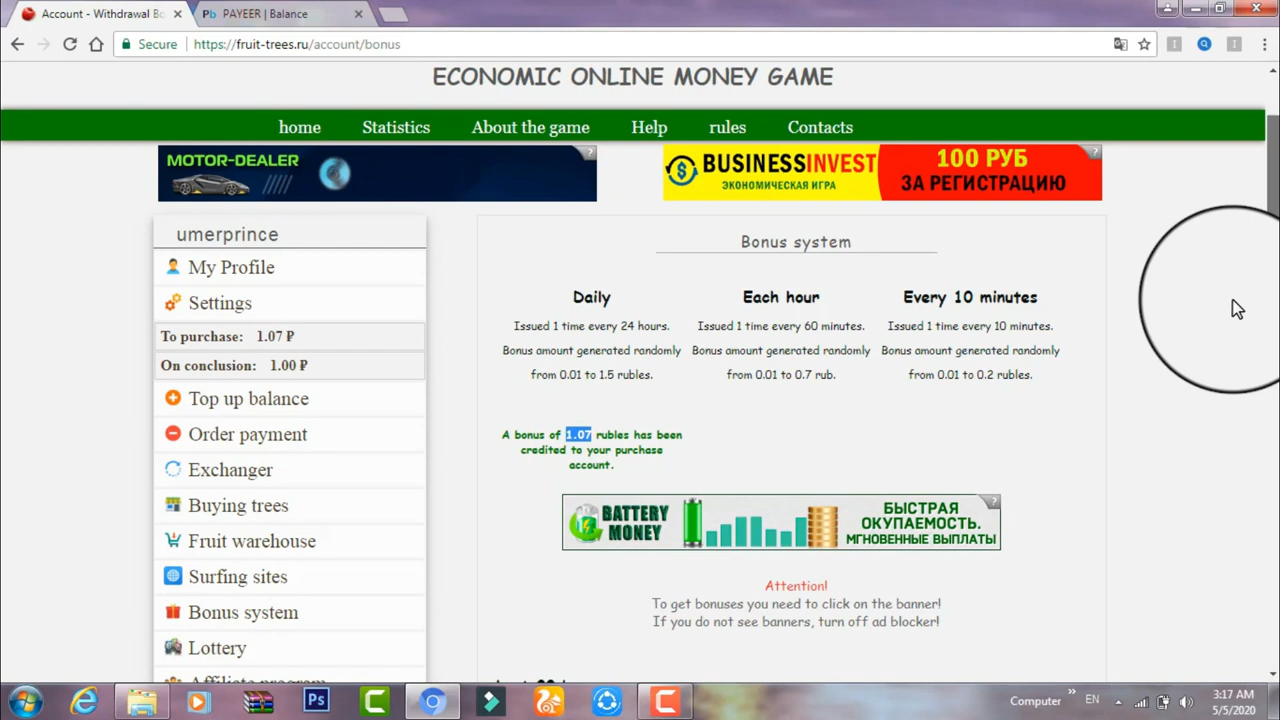 Account - Withdrawal Bo
PAYEER | Balance
Secure
https://fruit-trees.ru/account/bonus
ECONOMIC ONLINE MONEY GAME
home Statistics About the game Help rules Contacts
MOTOR-DEALER
BUSINESSINVEST
ЭКОНОМИЧЕСКАЯ ИГРА
100 РУБ
ЗА РЕГИСТРАЦИЮ
umerprince
My Profile
Settings
To purchase: 1.07 ₽
On conclusion: 1.00 ₽
Top up balance
Order payment
Exchanger
Buying trees
Fruit warehouse
Surfing sites
Bonus system
Lottery
Affiliate program
Bonus system
Daily
Issued 1 time every 24 hours.
Bonus amount generated randomly
from 0.01 to 1.5 rubles.
Each hour
Issued 1 time every 60 minutes.
Bonus amount generated randomly
from 0.01 to 0.7 rub.
Every 10 minutes
Issued 1 time every 10 minutes.
Bonus amount generated randomly
from 0.01 to 0.2 rubles.
A bonus of 1.07 rubles has been
credited to your purchase
account.
BATTERY
MONEY
БЫСТРАЯ
ОКУПАЕМОСТЬ.
МГНОВЕННЫЕ ВЫПЛАТЫ
Attention!
To get bonuses you need to click on the banner!
If you do not see banners, turn off ad blocker!
Computer
EN
3:17 AM
5/5/2020